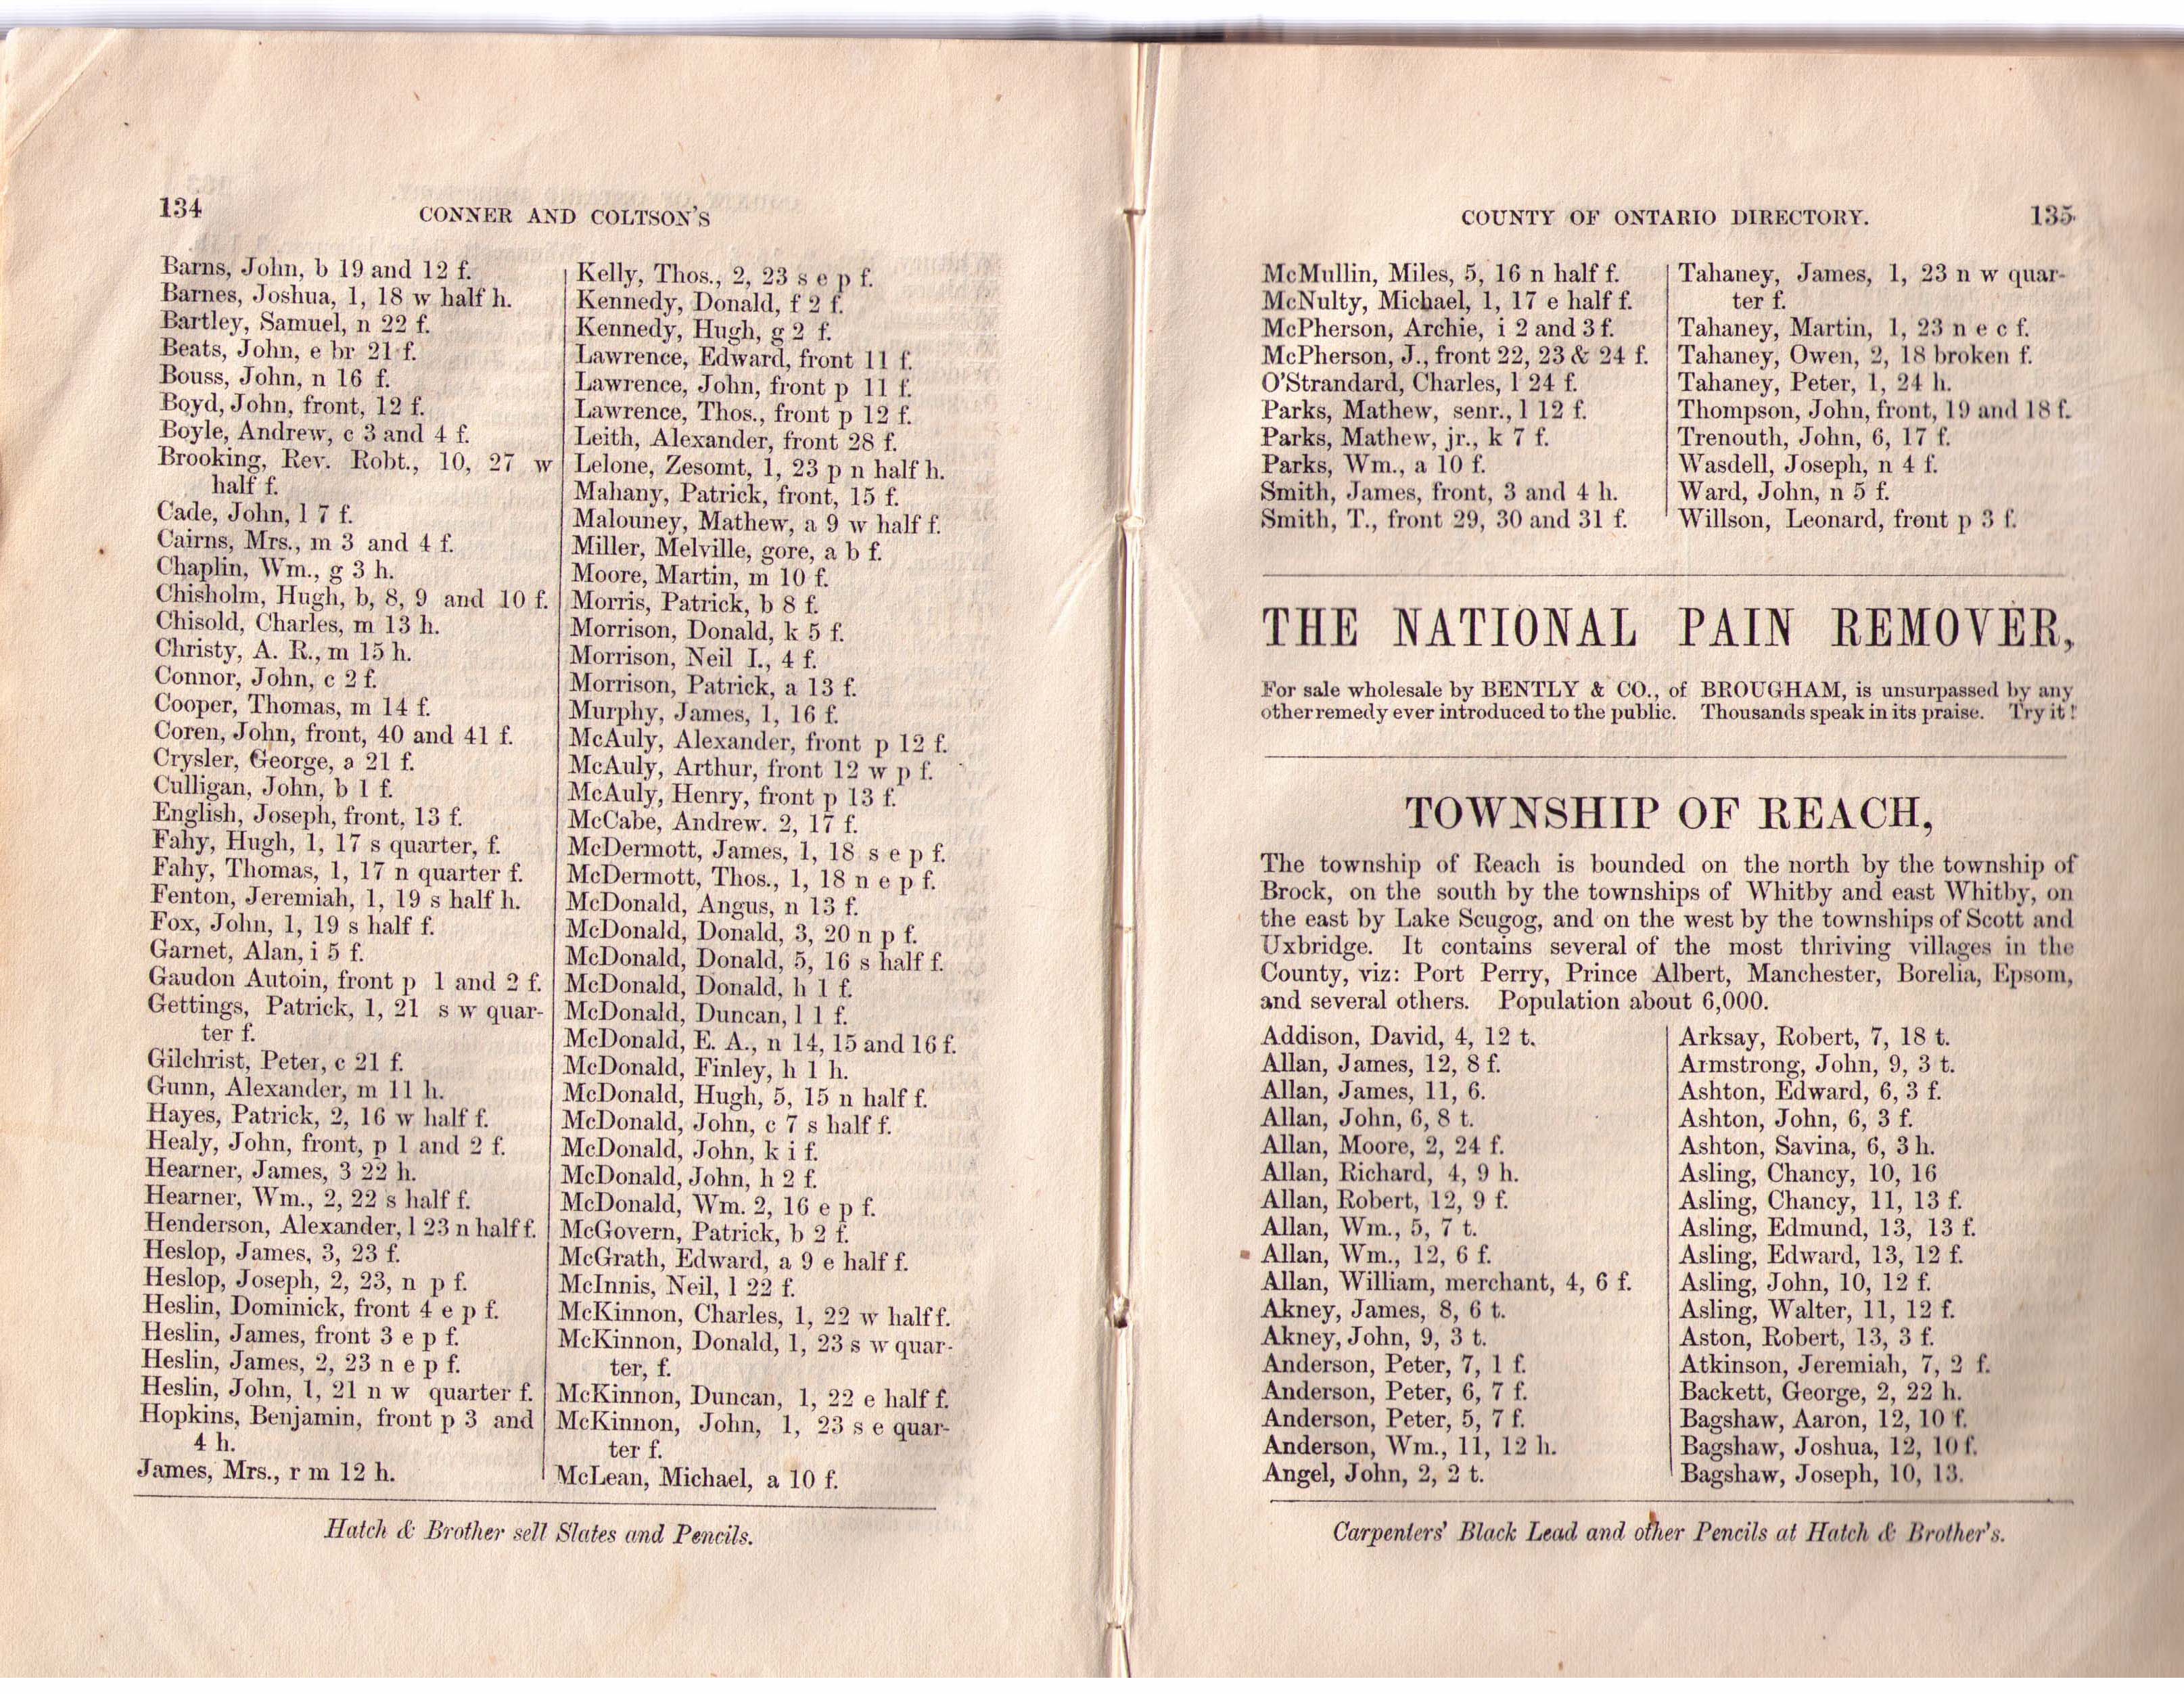 134
CONNER AND COLTSON'S
Barns, John, b 19 and 12 f.
Barnes, Joshua, 1, 18 w half h.
Bartley, Samuel, n 22 f.
Beats, John, e br 21 f.
Bouss, John, n 16 f.
Boyd, John, front, 12 f.
Boyle, Andrew, c 3 and 4 f.
Brooking, Rev. Robt., 10, 27 w
half f.
Cade, John, l 7 f.
Cairns, Mrs., m 3 and 4 f.
Chaplin, Wm., g 3 h.
Chisholm, Hugh, b, 8, 9 and 10 f.
Chisold, Charles, m 13 h.
Christy, A. R., m 15 h.
Connor, John, c 2 f.
Cooper, Thomas, m 14 f.
Coren, John, front, 40 and 41 f.
Crysler, George, a 21 f.
Culligan, John, b 1 f.
English, Joseph, front, 13 f.
Fahy, Hugh, 1, 17 s quarter, f.
Fahy, Thomas, 1, 17 n quarter f.
Fenton, Jeremiah, 1, 19 s half h.
Fox, John, 1, 19 s half f.
Garnet, Alan, i 5 f.
Gaudon Autoin, front p 1 and 2 f.
Gettings, Patrick, 1, 21 s w quar-
ter f.
Gilchrist, Peter, c 21 f.
Gunn, Alexander, m 11 h.
Hayes, Patrick, 2, 16 w half f.
Healy, John, front, p 1 and 2 f.
Hearner, James, 3 22 h.
Hearner, Wm., 2, 22 s half f.
Henderson, Alexander, l 23 n half f.
Heslop, James, 3, 23 f.
Heslop, Joseph, 2, 23, n p f.
Heslin, Dominick, front 4 e p f.
Heslin, James, front 3 e p f.
Heslin, James, 2, 23 n e p f.
Heslin, John, 1, 21 n w quarter f.
Hopkins, Benjamin, front p 3 and
4 h.
James, Mrs., r m 12 h.
Kelly, Thos., 2, 23 s e p f.
Kennedy, Donald, f 2 f.
Kennedy, Hugh, g 2 f.
Lawrence, Edward, front 11 f.
Lawrence, John, front p 11 f.
Lawrence, Thos., front p 12 f.
Leith, Alexander, front 28 f.
Lelone, Zesomt, 1, 23 p n half h.
Mahany, Patrick, front, 15 f.
Malouney, Mathew, a 9 w half f.
Miller, Melville, gore, a b f.
Moore, Martin, m 10 f.
Morris, Patrick, b 8 f.
Morrison, Donald, k 5 f.
Morrison, Neil I., 4 f.
Morrison, Patrick, a 13 f.
Murphy, James, 1, 16 f.
McAuly, Alexander, front p 12 f.
McAuly, Arthur, front 12 w p f.
McAuly, Henry, front p 13 f.
McCabe, Andrew. 2, 17 f.
McDermott, James, 1, 18 s e p f.
McDermott, Thos., 1, 18 n e p f.
McDonald, Angus, n 13 f.
McDonald, Donald, 3, 20 n p f.
McDonald, Donald, 5, 16 s half f.
McDonald, Donald, h 1 f.
McDonald, Duncan, l 1 f.
McDonald, E. A., n 14, 15 and 16 f.
McDonald, Finley, h 1 h.
McDonald, Hugh, 5, 15 n half f.
McDonald, John, c 7 s half f.
McDonald, John, k i f.
McDonald, John, h 2 f.
McDonald, Wm. 2, 16 e p f.
McGovern, Patrick, b 2 f.
McGrath, Edward, a 9 e half f.
McInnis, Neil, l 22 f.
McKinnon, Charles, 1, 22 w half f.
McKinnon, Donald, 1, 23 s w quar-
ter, f.
McKinnon, Duncan, 1, 22 e half f.
McKinnon, John, 1, 23 s e quar-
ter f.
McLean, Michael, a 10 f.
Hatch & Brother sell Slates and Pencils.
COUNTY OF ONTARIO DIRECTORY.
135
McMullin, Miles, 5, 16 n half f.
McNulty, Michael, 1, 17 e half f.
McPherson, Archie, i 2 and 3 f.
McPherson, J., front 22, 23 & 24 f.
O'Strandard, Charles, l 24 f.
Parks, Mathew, senr., l 12 f.
Parks, Mathew, jr., k 7 f.
Parks, Wm., a 10 f.
Smith, James, front, 3 and 4 h.
Smith, T., front 29, 30 and 31 f.
Tahaney, James, 1, 23 n w quar-
ter f.
Tahaney, Martin, 1, 23 n e c f.
Tahaney, Owen, 2, 18 broken f.
Tahaney, Peter, 1, 24 h.
Thompson, John, front, 19 and 18 f.
Trenouth, John, 6, 17 f.
Wasdell, Joseph, n 4 f.
Ward, John, n 5 f.
Willson, Leonard, front p 3 f.
THE NATIONAL PAIN REMOVER,
For sale wholesale by BENTLY & CO., of BROUGHAM, is unsurpassed by any
other remedy ever introduced to the public. Thousands speak in its praise. Try it!
TOWNSHIP OF REACH,
The township of Reach is bounded on the north by the township of
Brock, on the south by the townships of Whitby and east Whitby, on
the east by Lake Scugog, and on the west by the townships of Scott and
Uxbridge. It contains several of the most thriving villages in the
County, viz: Port Perry, Prince Albert, Manchester, Borelia, Epsom,
and several others. Population about 6,000.
Addison, David, 4, 12 t.
Allan, James, 12, 8 f.
Allan, James, 11, 6.
Allan, John, 6, 8 t.
Allan, Moore, 2, 24 f.
Allan, Richard, 4, 9 h.
Allan, Robert, 12, 9 f.
Allan, Wm., 5, 7 t.
Allan, Wm., 12, 6 f.
Allan, William, merchant, 4, 6 f.
Akney, James, 8, 6 t.
Akney, John, 9, 3 t.
Anderson, Peter, 7, 1 f.
Anderson, Peter, 6, 7 f.
Anderson, Peter, 5, 7 f.
Anderson, Wm., 11, 12 h.
Angel, John, 2, 2 t.
Arksay, Robert, 7, 18 t.
Armstrong, John, 9, 3 t.
Ashton, Edward, 6, 3 f.
Ashton, John, 6, 3 f.
Ashton, Savina, 6, 3 h.
Asling, Chancy, 10, 16
Asling, Chancy, 11, 13 f.
Asling, Edmund, 13, 13 f.
Asling, Edward, 13, 12 f.
Asling, John, 10, 12 f.
Asling, Walter, 11, 12 f.
Aston, Robert, 13, 3 f.
Atkinson, Jeremiah, 7, 2 f.
Backett, George, 2, 22 h.
Bagshaw, Aaron, 12, 10 f.
Bagshaw, Joshua, 12, 10 f.
Bagshaw, Joseph, 10, 13.
Carpenters' Black Lead and other Pencils at Hatch & Brother's.